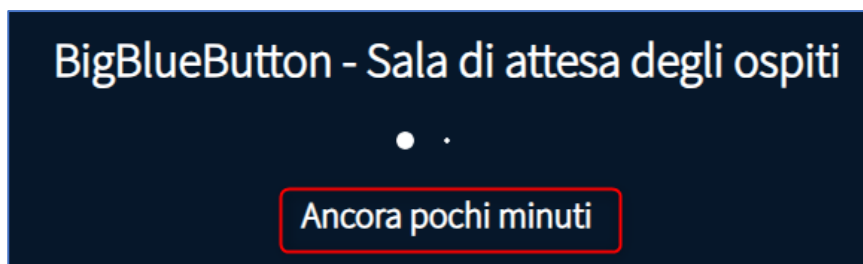 BigBlueButton - Sala di attesa degli ospiti
Ancora pochi minuti